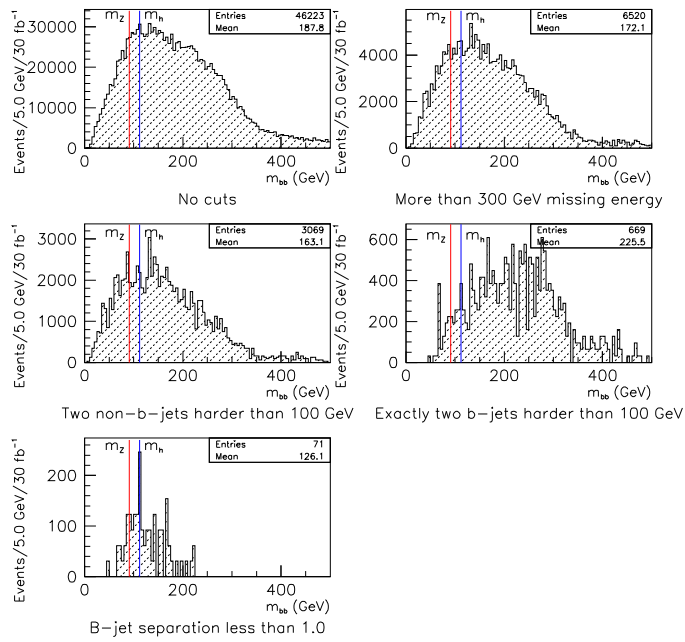 m_Z m_h
Entries 46223
Mean 187.8
Events/5.0 GeV/30 fb⁻¹
30000
20000
10000
0
0 200 400
m_bb (GeV)
No cuts
m_Z m_h
Entries 6520
Mean 172.1
Events/5.0 GeV/30 fb⁻¹
4000
2000
0
0 200 400
m_bb (GeV)
More than 300 GeV missing energy
m_Z m_h
Entries 3069
Mean 163.1
Events/5.0 GeV/30 fb⁻¹
3000
2000
1000
0
0 200 400
m_bb (GeV)
Two non-b-jets harder than 100 GeV
m_Z m_h
Entries 669
Mean 225.5
Events/5.0 GeV/30 fb⁻¹
600
400
200
0
0 200 400
m_bb (GeV)
Exactly two b-jets harder than 100 GeV
m_Z m_h
Entries 71
Mean 126.1
Events/5.0 GeV/30 fb⁻¹
200
100
0
0 200 400
m_bb (GeV)
B-jet separation less than 1.0